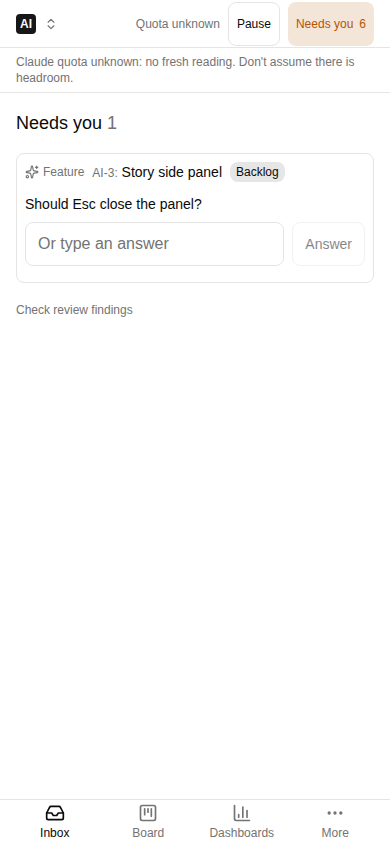 AI
Quota unknown
Pause
Needs you 6
Claude quota unknown: no fresh reading. Don't assume there is
headroom.
Needs you 1
Feature AI-3: Story side panel Backlog
Should Esc close the panel?
Or type an answer
Answer
Check review findings
Inbox
Board
Dashboards
More